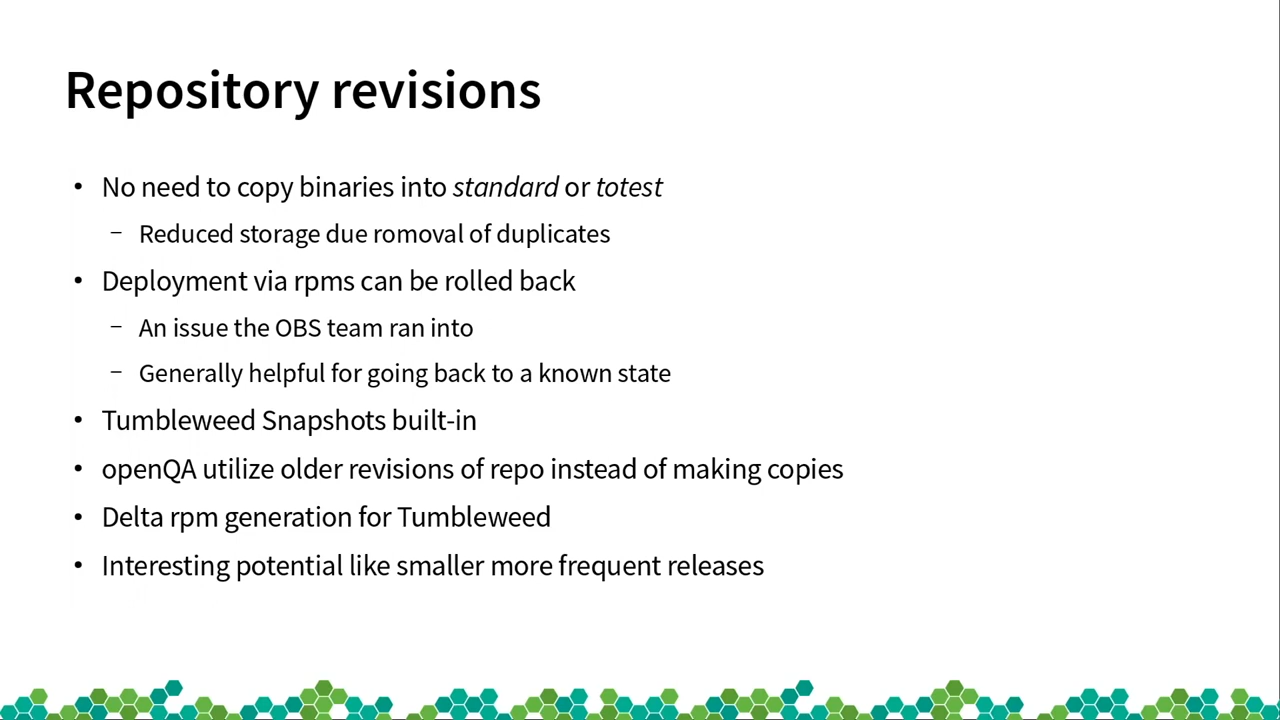 Repository revisions
• No need to copy binaries into standard or totest
– Reduced storage due romoval of duplicates
• Deployment via rpms can be rolled back
– An issue the OBS team ran into
– Generally helpful for going back to a known state
• Tumbleweed Snapshots built-in
• openQA utilize older revisions of repo instead of making copies
• Delta rpm generation for Tumbleweed
• Interesting potential like smaller more frequent releases